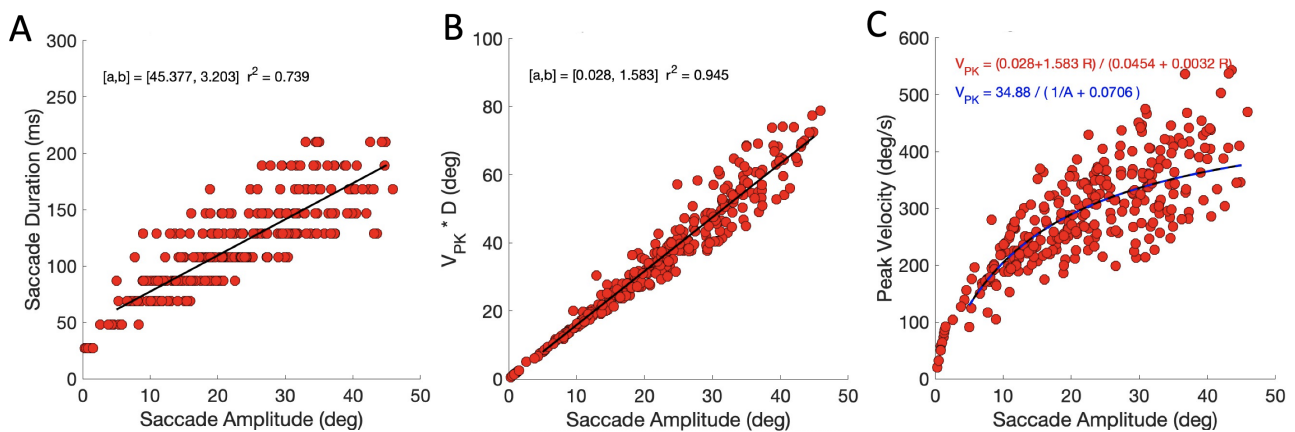 A
300
250
200
150
100
50
0
Saccade Duration (ms)
[a,b] = [45.377, 3.203] r² = 0.739
0 10 20 30 40 50
Saccade Amplitude (deg)
B
100
80
60
40
20
0
V_PK * D (deg)
[a,b] = [0.028, 1.583] r² = 0.945
0 10 20 30 40 50
Saccade Amplitude (deg)
C
600
500
400
300
200
100
0
Peak Velocity (deg/s)
V_PK = (0.028+1.583 R) / (0.0454 + 0.0032 R)
V_PK = 34.88 / ( 1/A + 0.0706 )
0 10 20 30 40 50
Saccade Amplitude (deg)